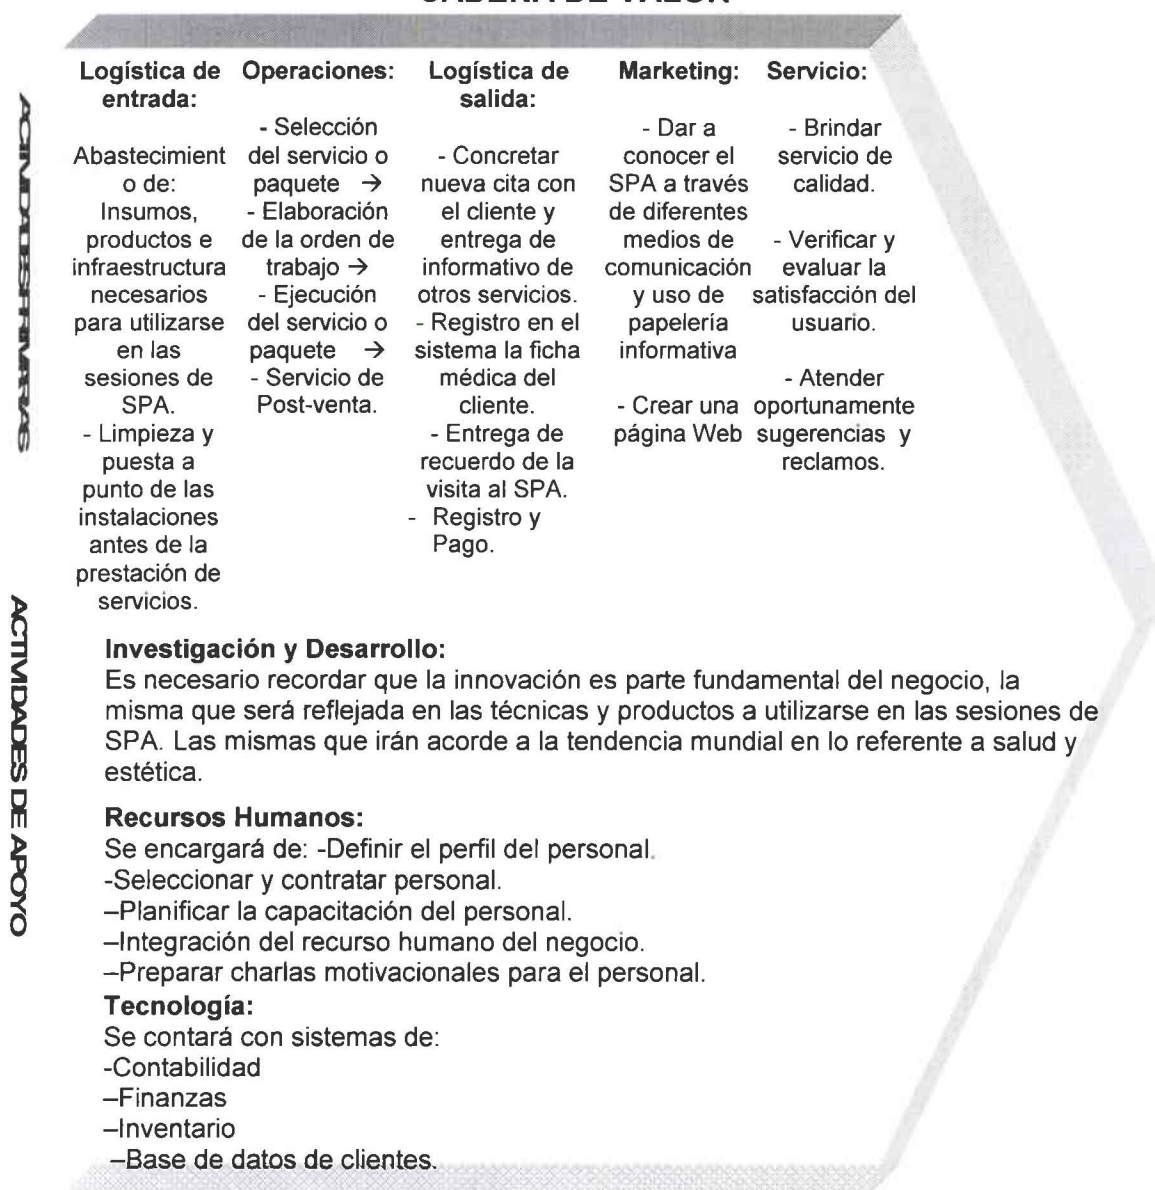 CADENA DE VALOR
Logística de
entrada:
Abastecimient
o de:
Insumos,
productos e
infraestructura
necesarios
para utilizarse
en las
sesiones de
SPA.
- Limpieza y
puesta a
punto de las
instalaciones
antes de la
prestación de
servicios.
Operaciones:
- Selección
del servicio o
paquete →
- Elaboración
de la orden de
trabajo →
- Ejecución
del servicio o
paquete →
- Servicio de
Post-venta.
Logística de
salida:
- Concretar
nueva cita con
el cliente y
entrega de
informativo de
otros servicios.
- Registro en el
sistema la ficha
médica del
cliente.
- Entrega de
recuerdo de la
visita al SPA.
- Registro y
Pago.
Marketing:
- Dar a
conocer el
SPA a través
de diferentes
medios de
comunicación
y uso de
papelería
informativa
- Crear una
página Web
Servicio:
- Brindar
servicio de
calidad.
- Verificar y
evaluar la
satisfacción del
usuario.
- Atender
oportunamente
sugerencias y
reclamos.
ACTIVIDADES PRIMARIAS
ACTIVIDADES DE APOYO
Investigación y Desarrollo:
Es necesario recordar que la innovación es parte fundamental del negocio, la
misma que será reflejada en las técnicas y productos a utilizarse en las sesiones de
SPA. Las mismas que irán acorde a la tendencia mundial en lo referente a salud y
estética.
Recursos Humanos:
Se encargará de: -Definir el perfil del personal.
-Seleccionar y contratar personal.
–Planificar la capacitación del personal.
–Integración del recurso humano del negocio.
–Preparar charlas motivacionales para el personal.
Tecnología:
Se contará con sistemas de:
-Contabilidad
–Finanzas
–Inventario
–Base de datos de clientes.